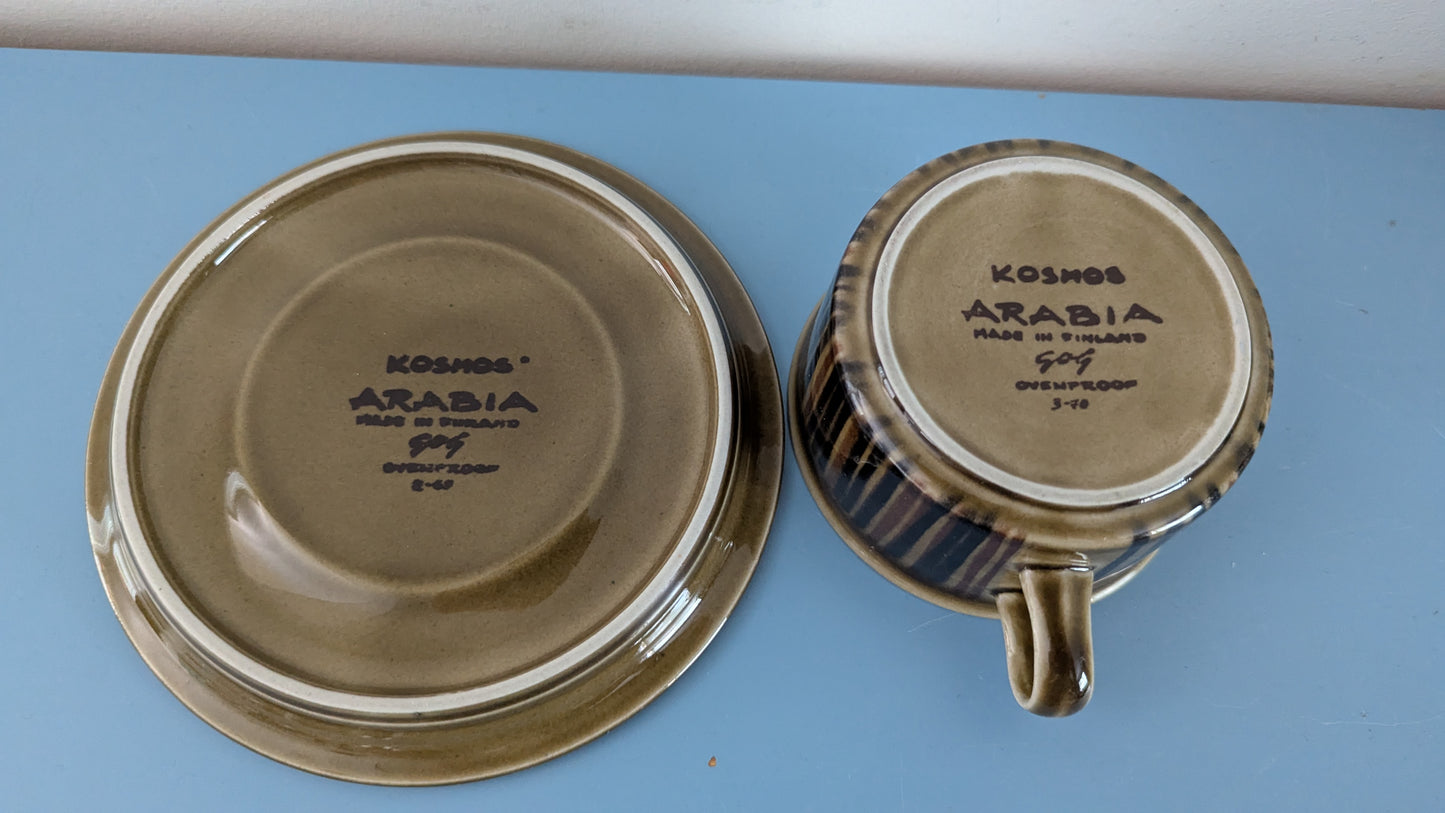 KOSMOS
ARABIA
MADE IN FINLAND
GOG
OVENPROOF
KOSMOS
ARABIA
MADE IN FINLAND
GOG
OVENPROOF
3-70